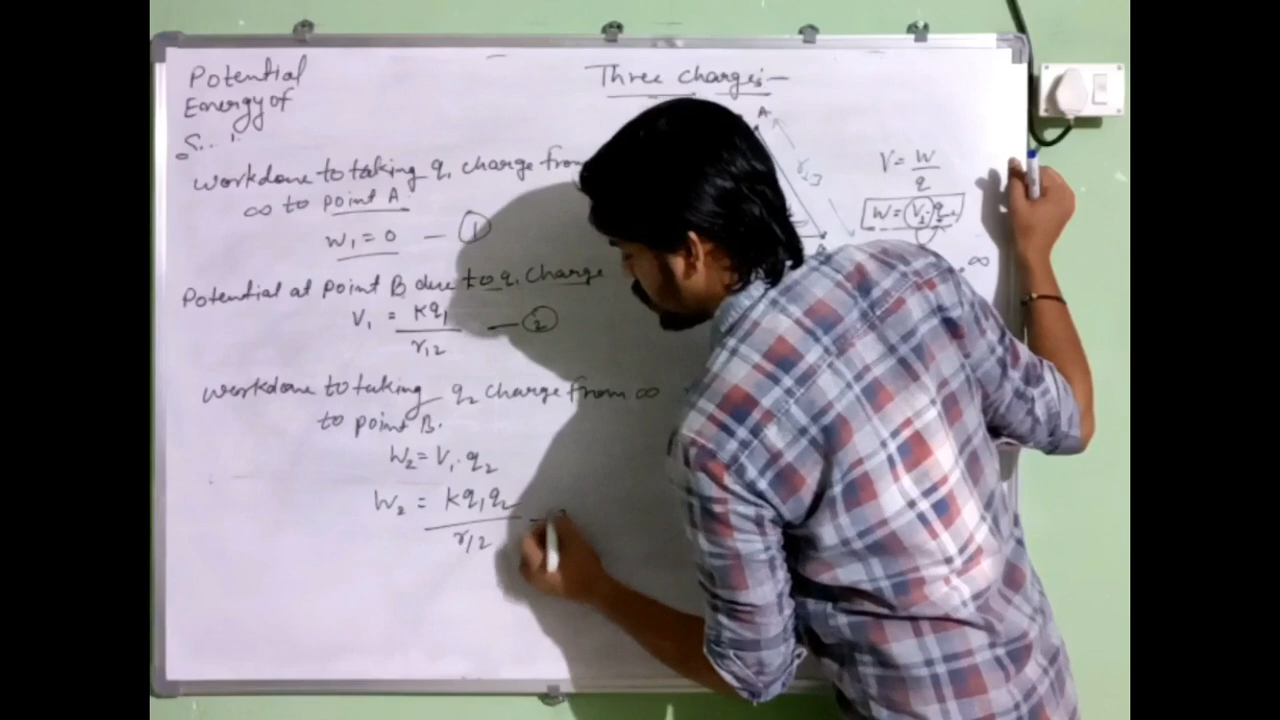 Potential
Energy of
Three charges—
workdone to taking q₁ charge from
∞ to point A
W₁ = 0 — ①
Potential at point B due to q₁ charge
V₁ = Kq₁ — ②
r₁₂
workdone to taking q₂ charge from ∞
to point B.
W₂ = V₁.q₂
W₂ = Kq₁q₂ —
r₁₂
A
V = W
q
W = 
∞